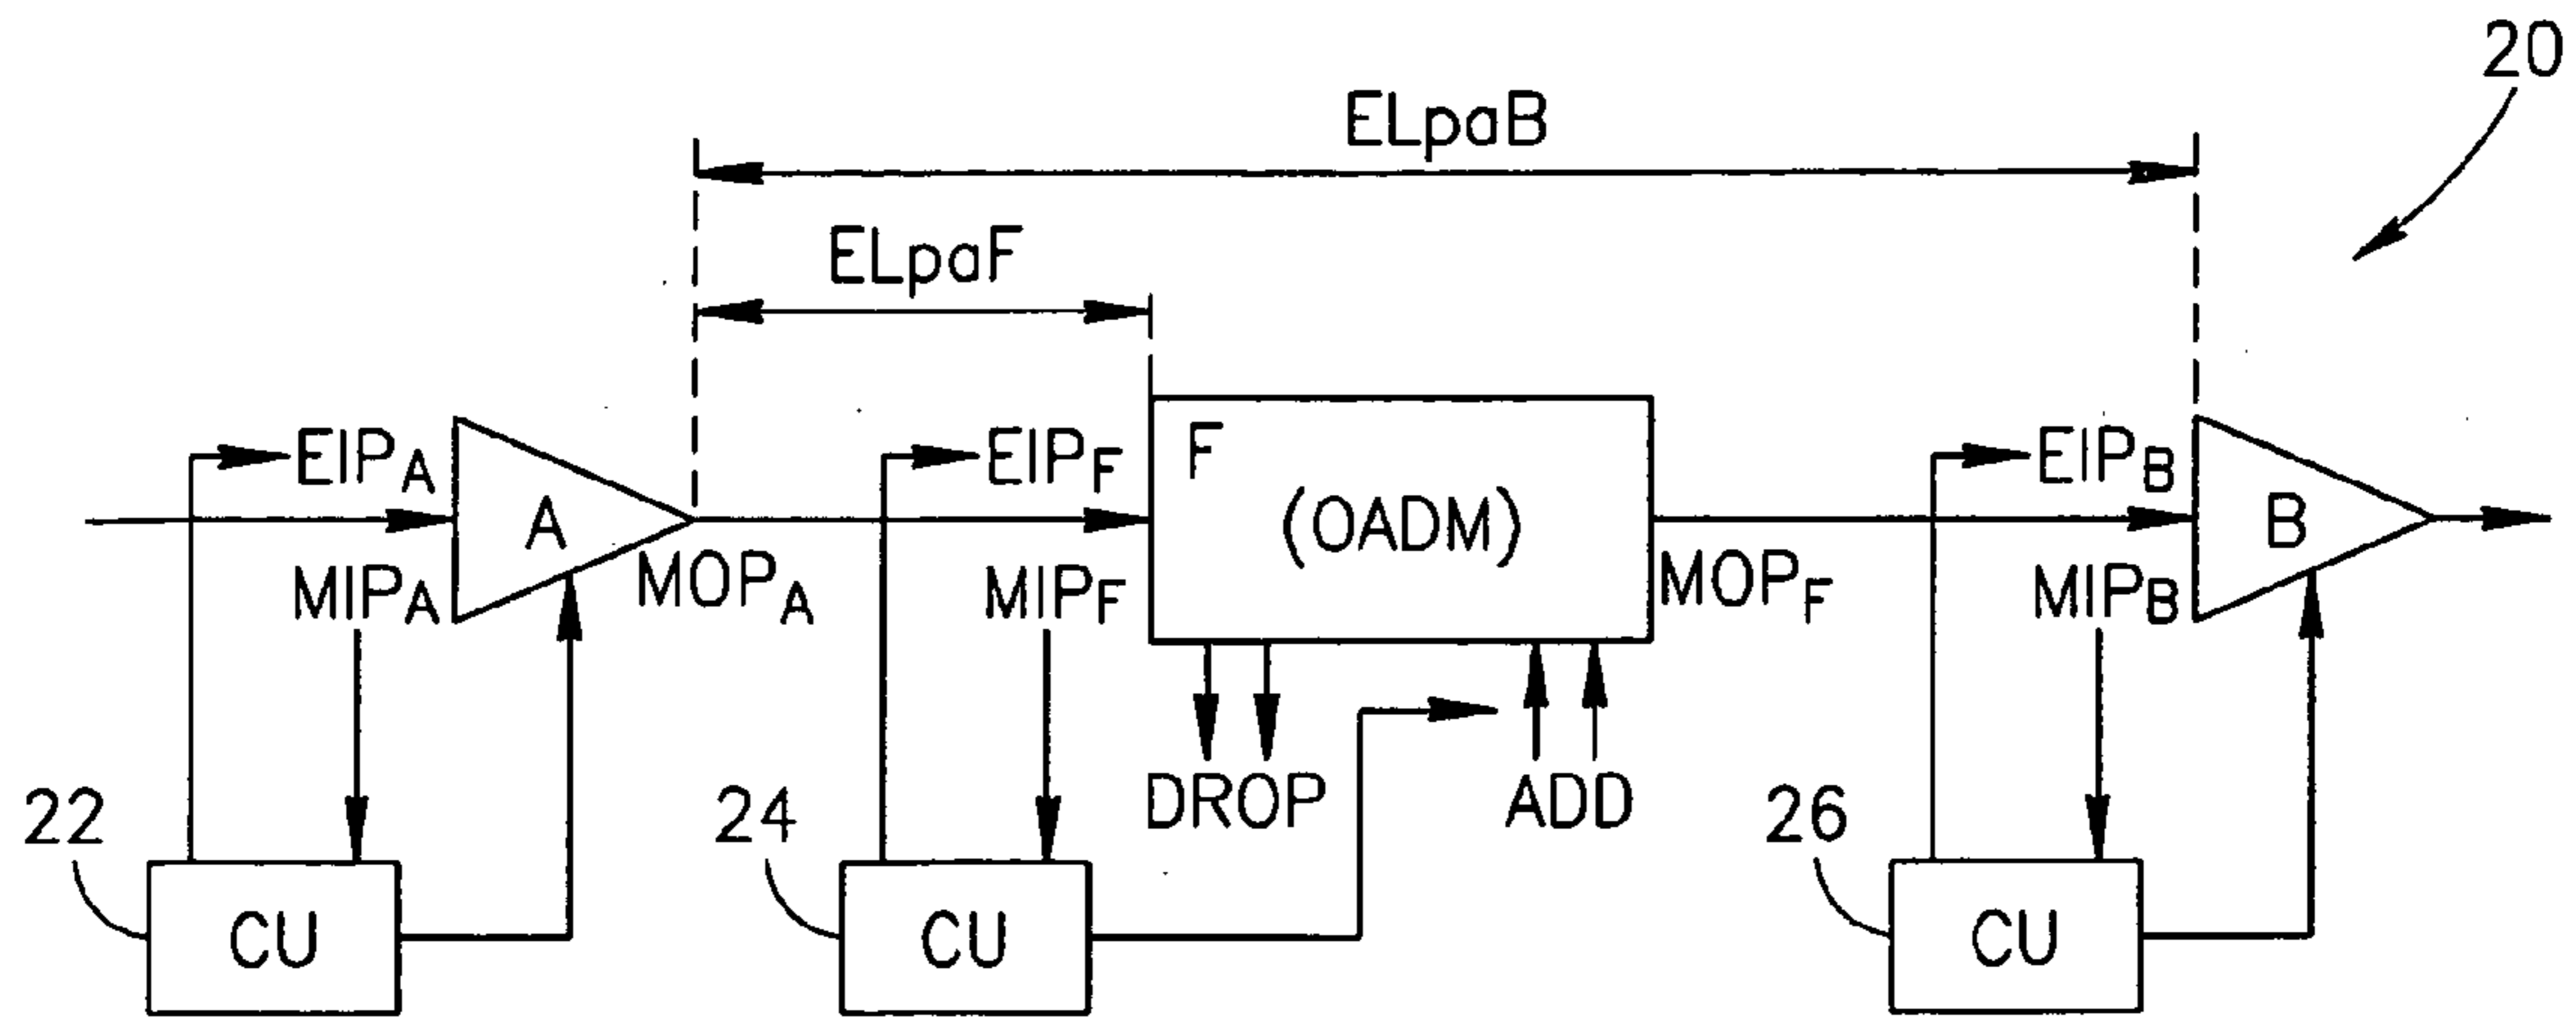 20
ELpaB
ELpaF
EIPA
A
MIPA
MOPA
EIPF
MIPF
F
(OADM)
MOPF
EIPB
MIPB
B
DROP
ADD
22
CU
24
CU
26
CU